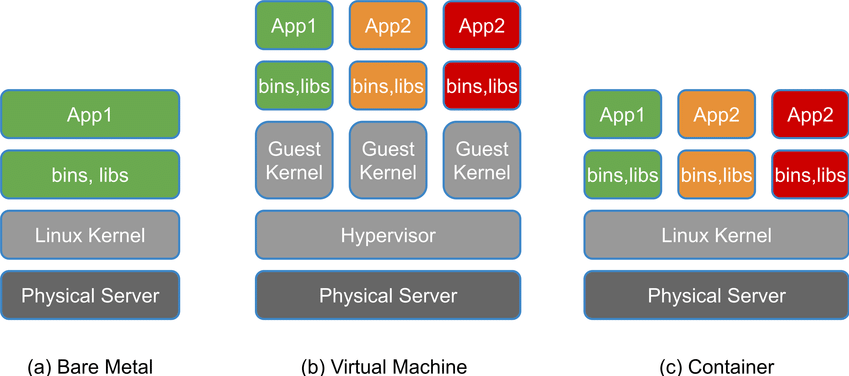 App1
bins, libs
Linux Kernel
Physical Server
(a) Bare Metal
App1 App2 App2
bins,libs bins,libs bins,libs
Guest Guest Guest
Kernel Kernel Kernel
Hypervisor
Physical Server
(b) Virtual Machine
App1 App2 App2
bins,libs bins,libs bins,libs
Linux Kernel
Physical Server
(c) Container